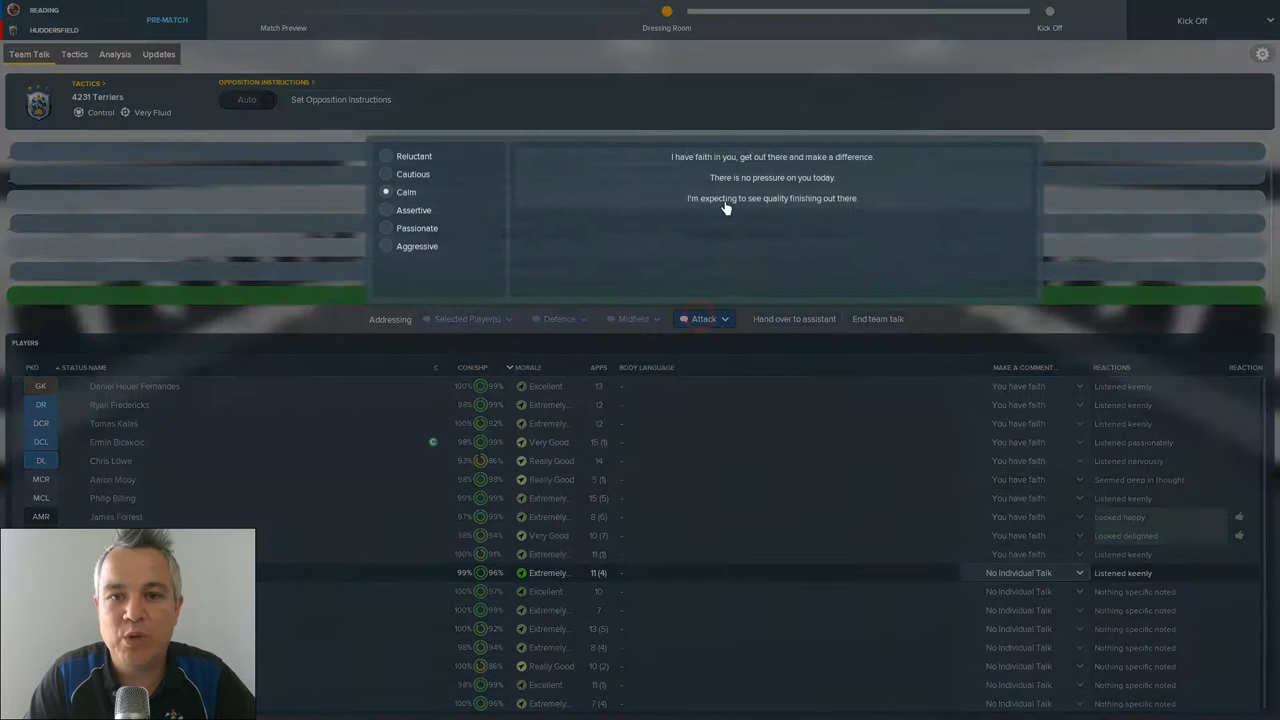 READING
HUDDERSFIELD
PRE-MATCH
Match Preview
Dressing Room
Kick Off
Kick Off
Team Talk Tactics Analysis Updates
TACTICS >
4231 Terriers
Control Very Fluid
OPPOSITION INSTRUCTIONS >
Auto Set Opposition Instructions
Reluctant
Cautious
Calm
Assertive
Passionate
Aggressive
I have faith in you, get out there and make a difference.
There is no pressure on you today.
I'm expecting to see quality finishing out there.
Addressing Selected Player(s) Defence Midfield Attack Hand over to assistant End team talk
PLAYERS
PKD STATUS NAME C CON/SHP MORALE APPS BODY LANGUAGE MAKE A COMMENT... REACTIONS REACTION
GK Daniel Heuer Fernandes 100% 99% Excellent 13 - You have faith Listened keenly
DR Ryan Fredericks 98% 99% Extremely... 12 - You have faith Listened keenly
DCR Tomas Kalas 100% 92% Extremely... 12 - You have faith Listened keenly
DCL Ermin Bicakcic C 98% 99% Very Good 15 (1) - You have faith Listened passionately
DL Chris Löwe 93% 86% Really Good 14 - You have faith Listened nervously
MCR Aaron Mooy 98% 98% Really Good 5 (1) - You have faith Seemed deep in thought
MCL Philip Billing 99% 99% Extremely... 15 (5) - You have faith Listened keenly
AMR James Forrest 97% 99% Extremely... 8 (6) - You have faith Looked happy
98% 94% Very Good 10 (7) - You have faith Looked delighted
100% 91% Extremely... 11 (1) - You have faith Listened keenly
99% 96% Extremely... 11 (4) - No Individual Talk Listened keenly
100% 97% Excellent 10 - No Individual Talk Nothing specific noted
100% 99% Extremely... 7 - No Individual Talk Nothing specific noted
100% 92% Extremely... 13 (5) - No Individual Talk Nothing specific noted
98% 94% Extremely... 8 (4) - No Individual Talk Nothing specific noted
100% 86% Really Good 10 (2) - No Individual Talk Nothing specific noted
98% 99% Excellent 11 (1) - No Individual Talk Nothing specific noted
100% 99% Extremely... 7 (4) - No Individual Talk Nothing specific noted